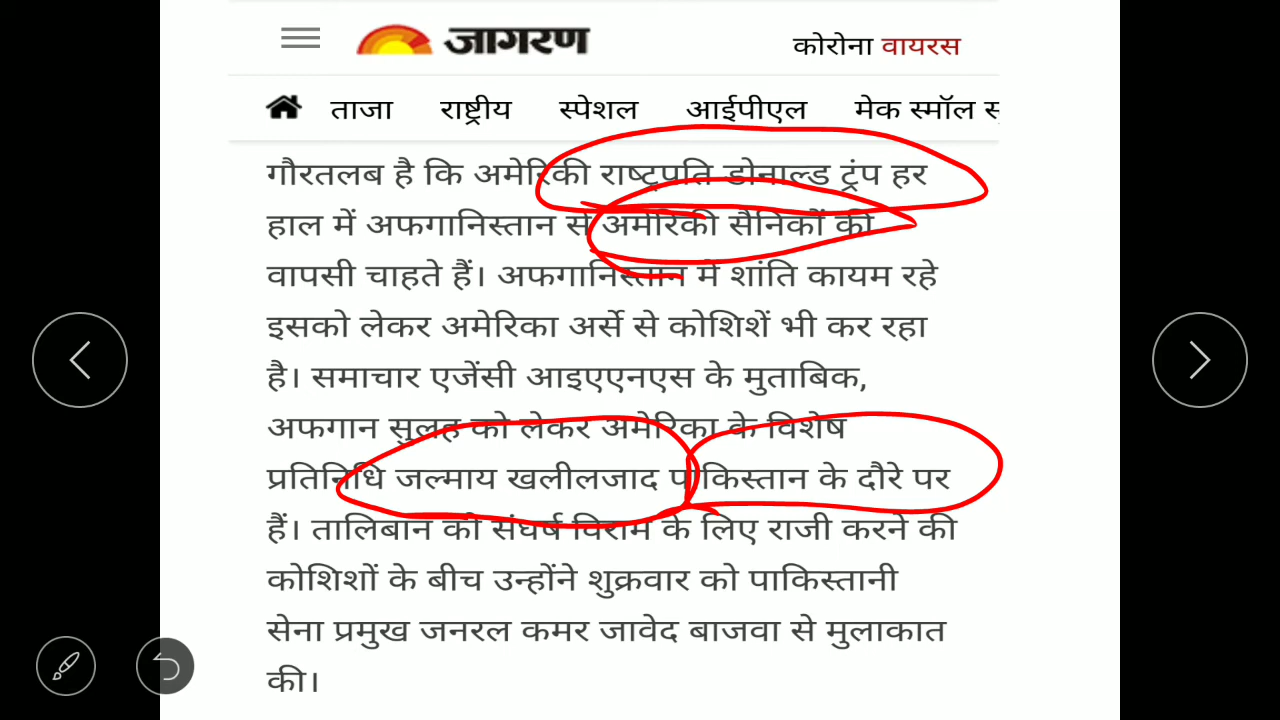 जागरण
कोरोना वायरस
ताजा राष्ट्रीय स्पेशल आईपीएल मेक स्मॉल
गौरतलब है कि अमेरिकी राष्ट्रपति डोनाल्ड ट्रंप हर
हाल में अफगानिस्तान से अमेरिकी सैनिकों की
वापसी चाहते हैं। अफगानिस्तान में शांति कायम रहे
इसको लेकर अमेरिका अर्से से कोशिशें भी कर रहा
है। समाचार एजेंसी आइएएनएस के मुताबिक,
अफगान सुलह को लेकर अमेरिका के विशेष
प्रतिनिधि जल्माय खलीलजाद पाकिस्तान के दौरे पर
हैं। तालिबान को संघर्ष विराम के लिए राजी करने की
कोशिशों के बीच उन्होंने शुक्रवार को पाकिस्तानी
सेना प्रमुख जनरल कमर जावेद बाजवा से मुलाकात
की।